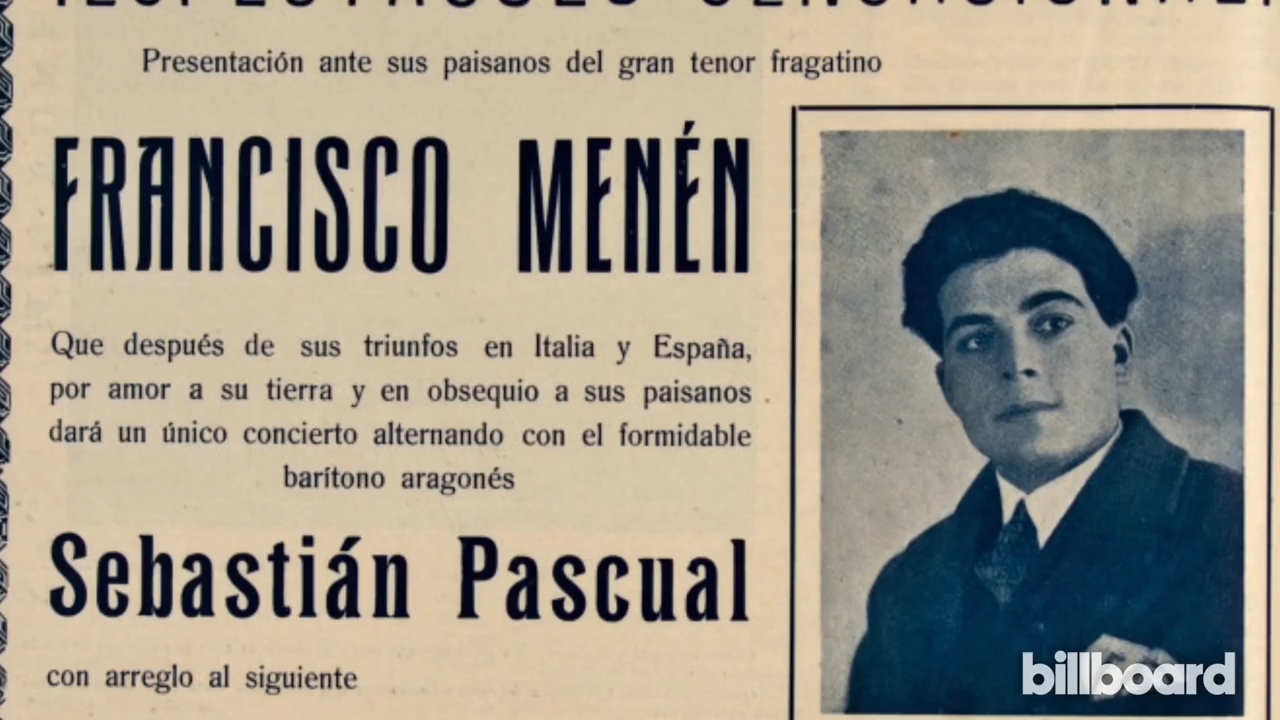 Presentación ante sus paisanos del gran tenor fragatino
FRANCISCO MENÉN
Que después de sus triunfos en Italia y España,
por amor a su tierra y en obsequio a sus paisanos
dará un único concierto alternando con el formidable
barítono aragonés
Sebastián Pascual
con arreglo al siguiente
billboard